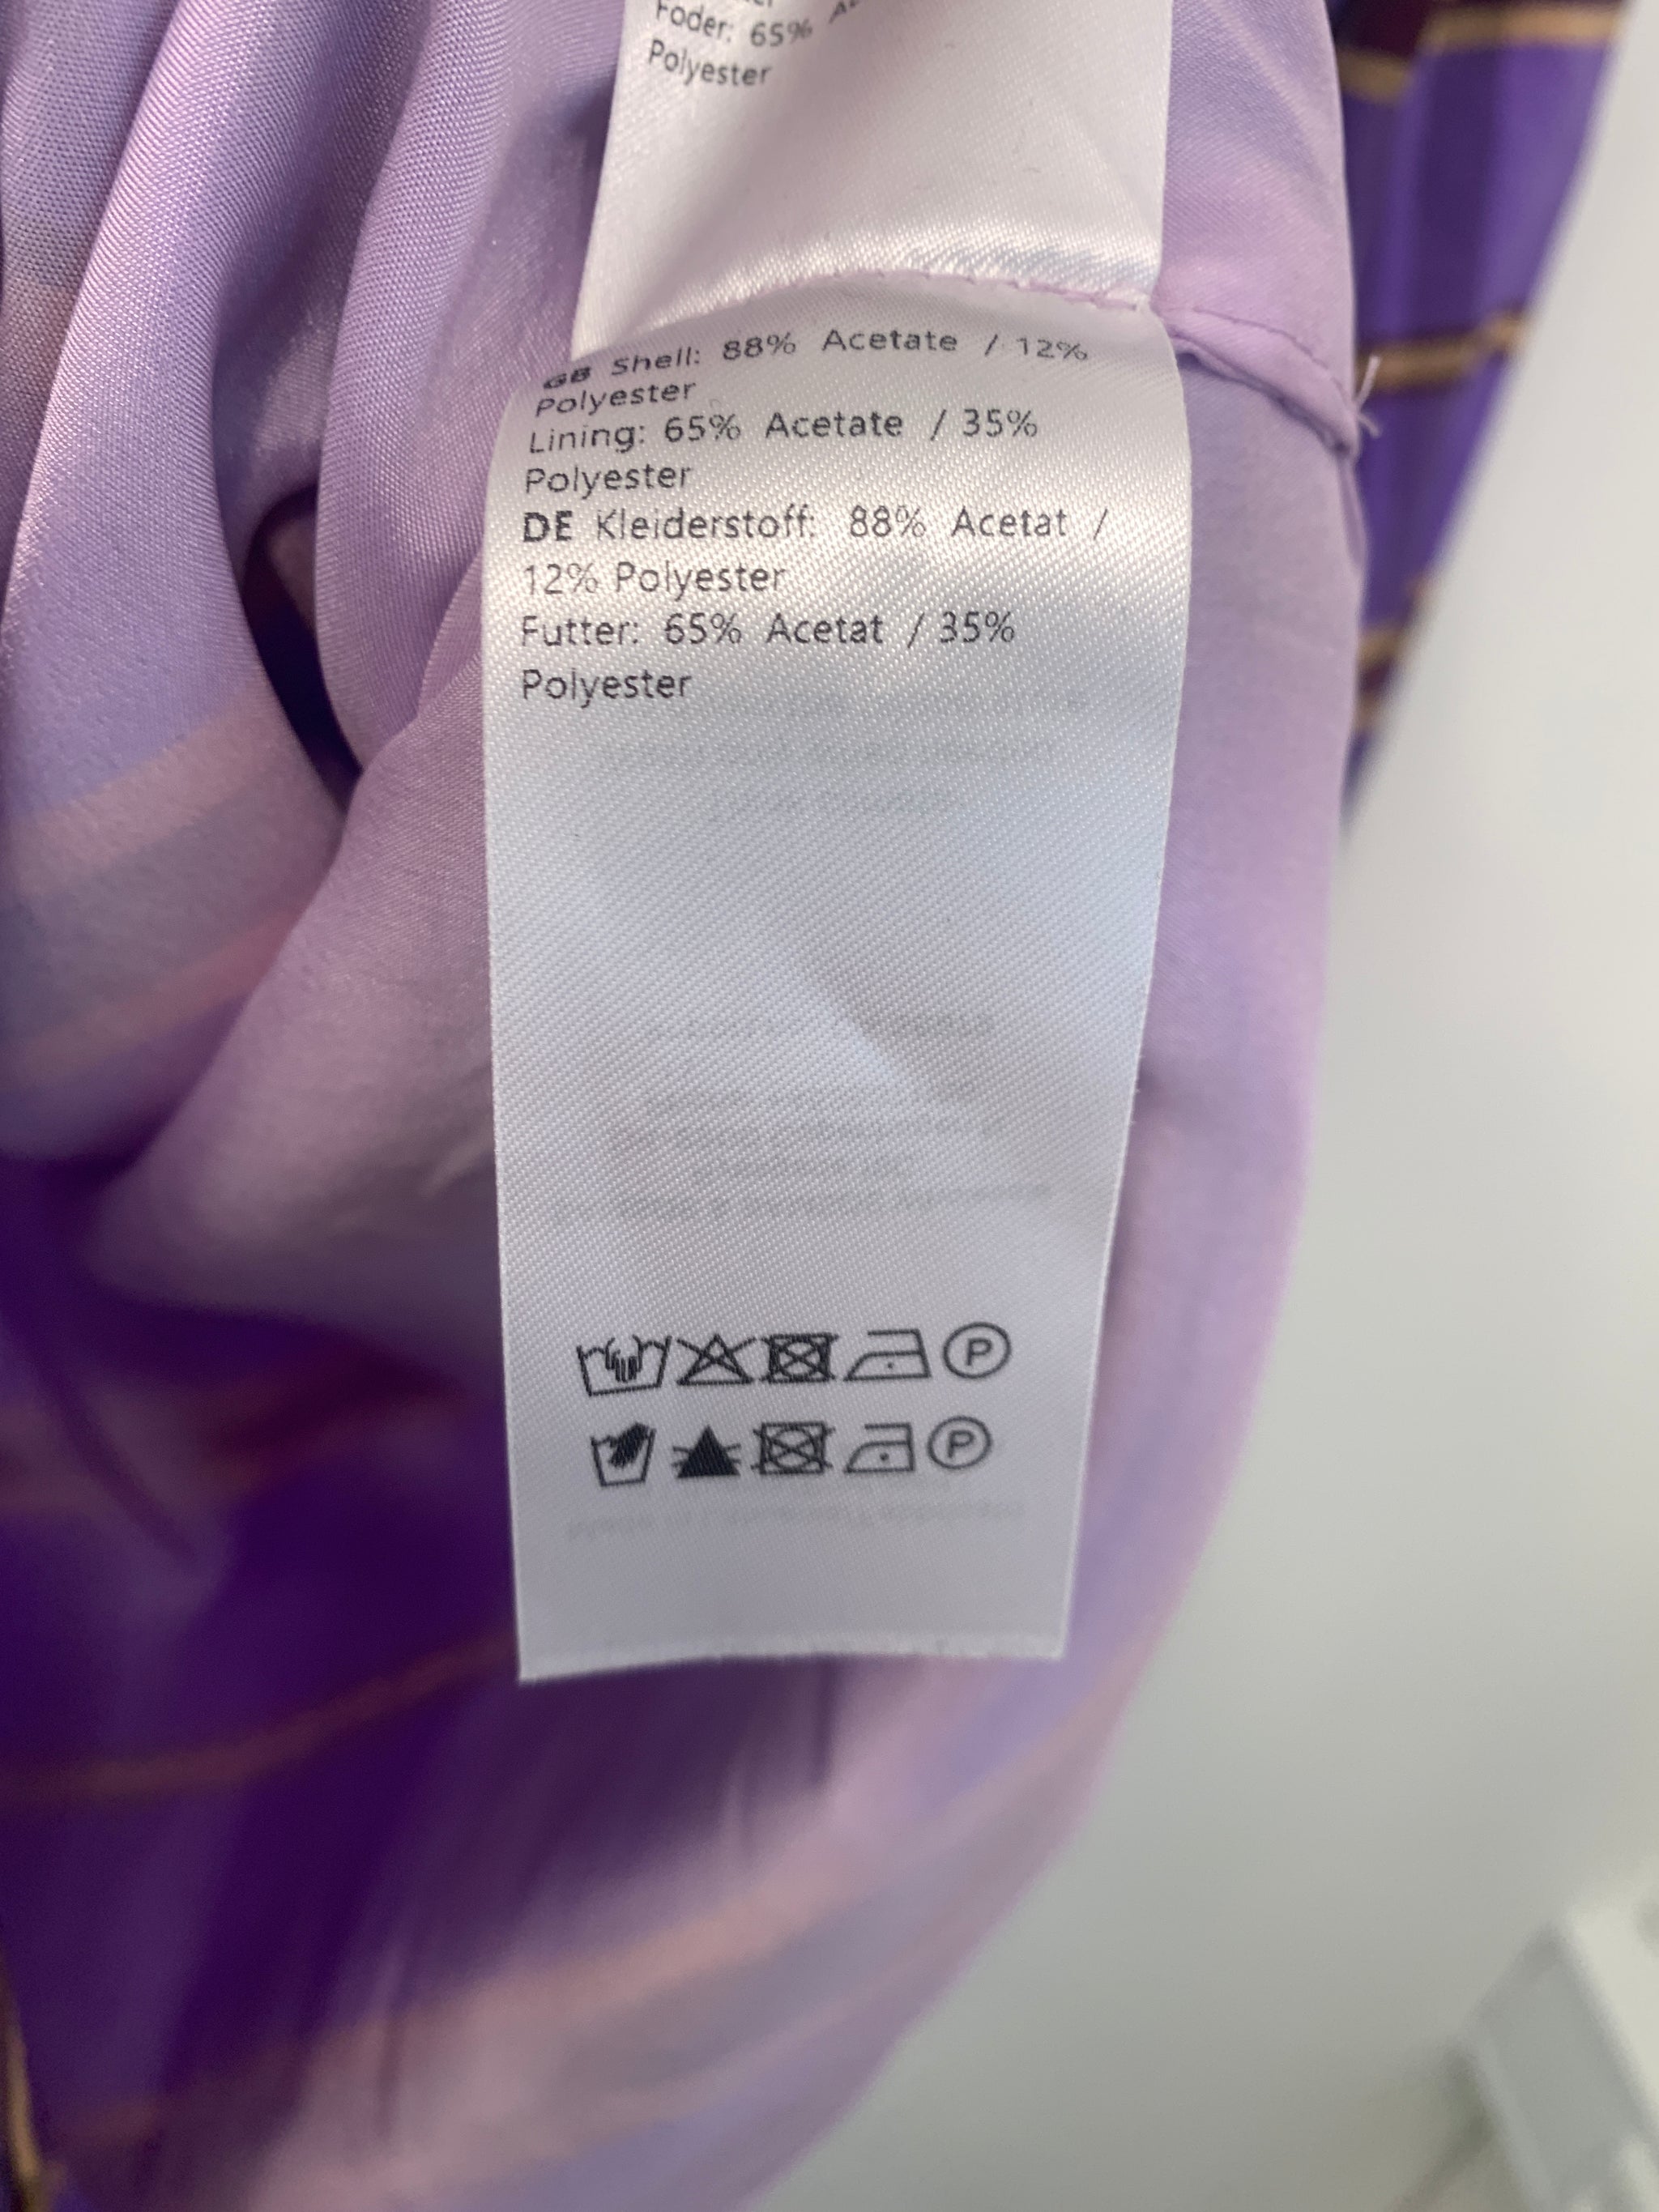 Foder: 65%
Polyester
GB Shell: 88% Acetate / 12%
Polyester
Lining: 65% Acetate / 35%
Polyester
DE Kleiderstoff: 88% Acetat /
12% Polyester
Futter: 65% Acetat / 35%
Polyester
P
P